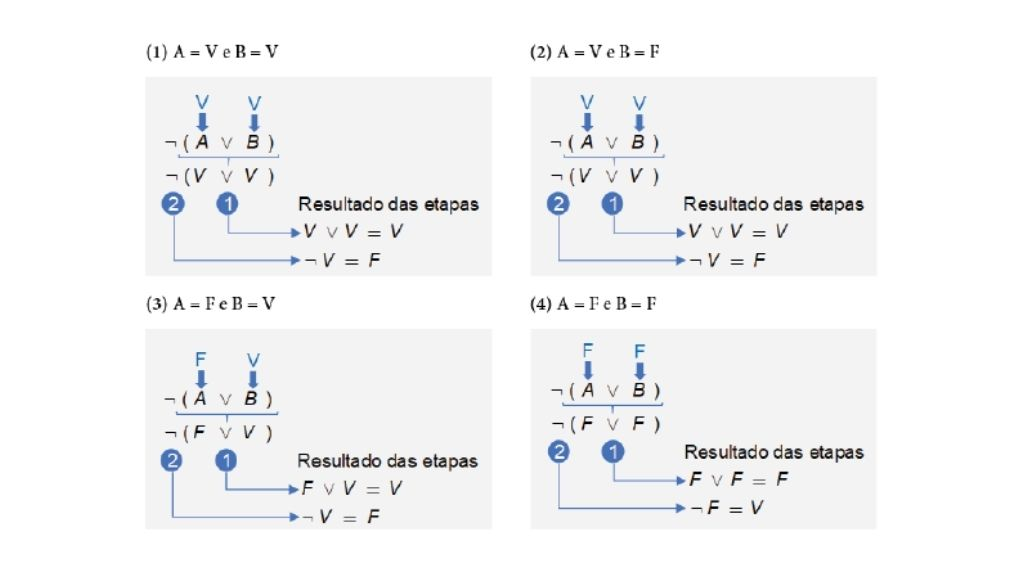 (1) A = V e B = V
V V
¬ ( A ∨ B )
¬ (V ∨ V )
2 1 Resultado das etapas
V ∨ V = V
¬ V = F
(2) A = V e B = F
V V
¬ ( A ∨ B )
¬ (V ∨ V )
2 1 Resultado das etapas
V ∨ V = V
¬ V = F
(3) A = F e B = V
F V
¬ ( A ∨ B )
¬ (F ∨ V )
2 1 Resultado das etapas
F ∨ V = V
¬ V = F
(4) A = F e B = F
F F
¬ ( A ∨ B )
¬ (F ∨ F )
2 1 Resultado das etapas
F ∨ F = F
¬ F = V